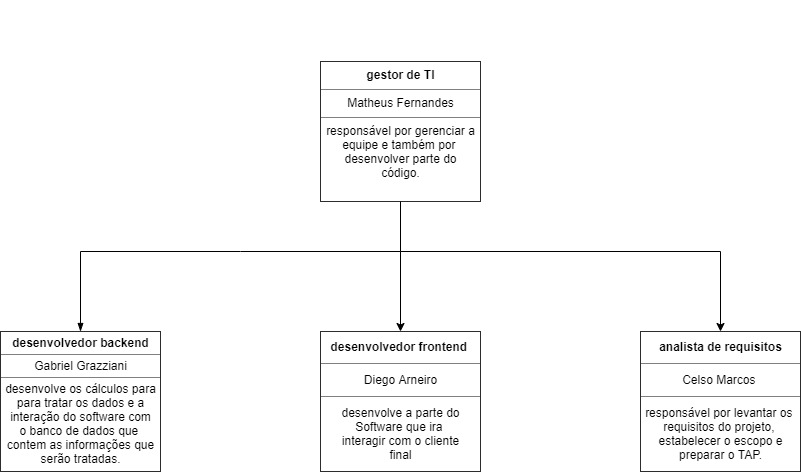 gestor de TI
Matheus Fernandes
responsável por gerenciar a
equipe e também por
desenvolver parte do
código.
desenvolvedor backend
Gabriel Grazziani
desenvolve os cálculos para
para tratar os dados e a
interação do software com
o banco de dados que
contem as informações que
serão tratadas.
desenvolvedor frontend
Diego Arneiro
desenvolve a parte do
Software que ira
interagir com o cliente
final
analista de requisitos
Celso Marcos
responsável por levantar os
requisitos do projeto,
estabelecer o escopo e
preparar o TAP.